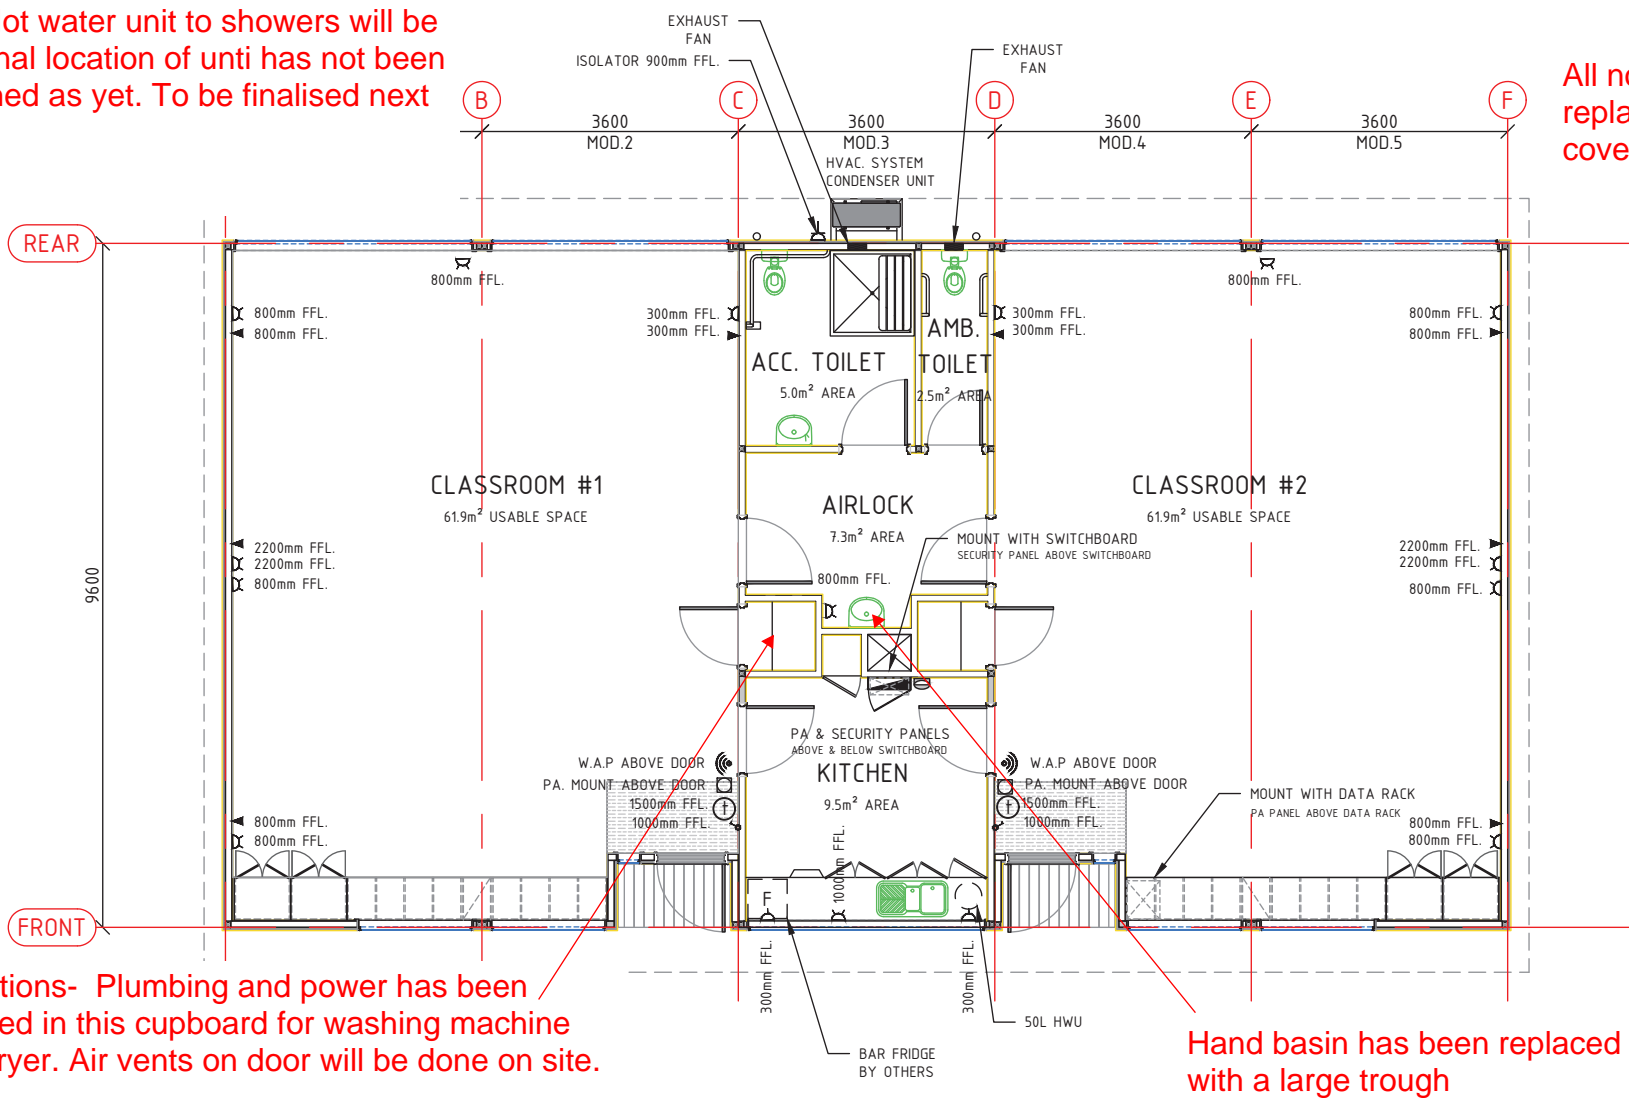 ot water unit to showers will be
nal location of unti has not been
ned as yet. To be finalised next
EXHAUST
FAN
ISOLATOR 900mm FFL.
EXHAUST
FAN
All no
repla
cove
B
C
D
E
F
3600
MOD.2
3600
MOD.3
3600
MOD.4
3600
MOD.5
HVAC. SYSTEM
CONDENSER UNIT
REAR
800mm FFL.
800mm FFL.
800mm FFL.
800mm FFL.
300mm FFL.
300mm FFL.
300mm FFL.
300mm FFL.
800mm FFL.
800mm FFL.
ACC. TOILET
5.0m² AREA
AMB.
TOILET
2.5m² AREA
CLASSROOM #1
61.9m² USABLE SPACE
AIRLOCK
7.3m² AREA
CLASSROOM #2
61.9m² USABLE SPACE
MOUNT WITH SWITCHBOARD
SECURITY PANEL ABOVE SWITCHBOARD
2200mm FFL.
2200mm FFL.
800mm FFL.
800mm FFL.
2200mm FFL.
2200mm FFL.
800mm FFL.
9600
PA & SECURITY PANELS
ABOVE & BELOW SWITCHBOARD
KITCHEN
9.5m² AREA
W.A.P ABOVE DOOR
PA. MOUNT ABOVE DOOR
1500mm FFL.
1000mm FFL.
W.A.P ABOVE DOOR
PA. MOUNT ABOVE DOOR
1500mm FFL.
1000mm FFL.
MOUNT WITH DATA RACK
PA PANEL ABOVE DATA RACK
800mm FFL.
800mm FFL.
800mm FFL.
800mm FFL.
1000mm FFL.
F
FRONT
300mm FFL.
300mm FFL.
50L HWU
BAR FRIDGE
BY OTHERS
tions- Plumbing and power has been
ed in this cupboard for washing machine
ryer. Air vents on door will be done on site.
Hand basin has been replaced
with a large trough